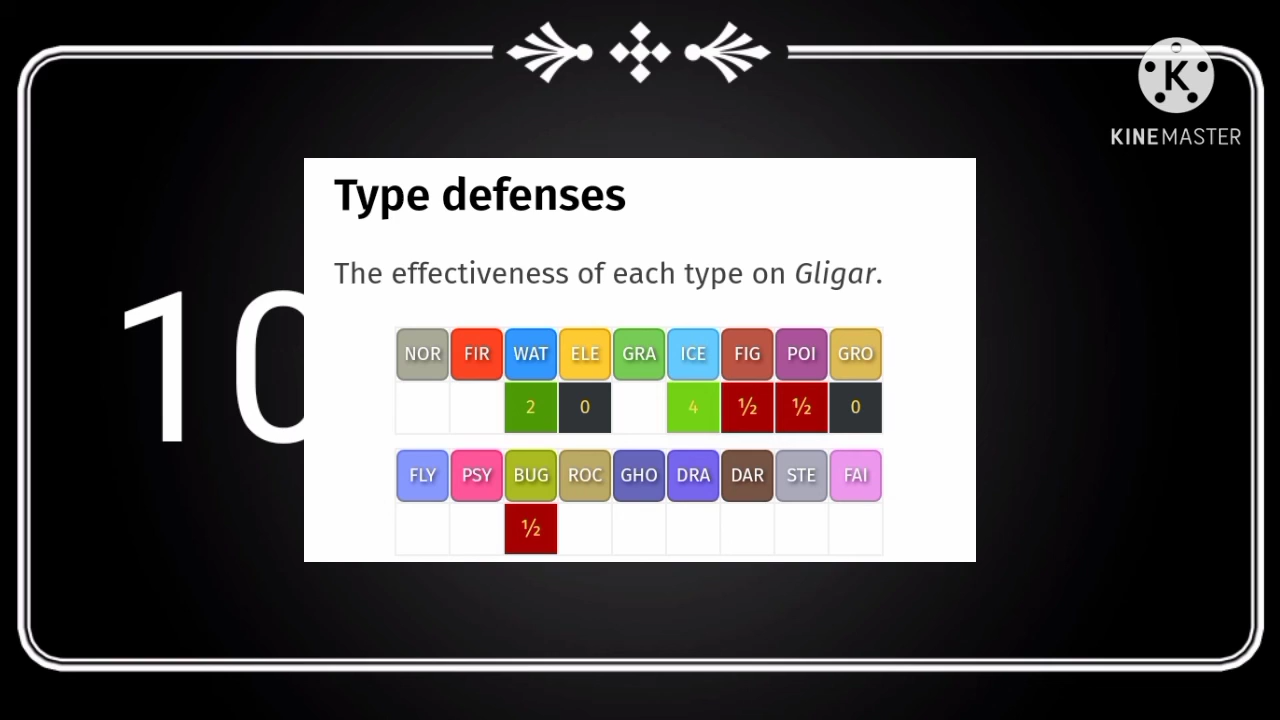 K
KINEMASTER
Type defenses
The effectiveness of each type on Gligar.
10
NOR FIR WAT ELE GRA ICE FIG POI GRO
2 0 4 ½ ½ 0
FLY PSY BUG ROC GHO DRA DAR STE FAI
½